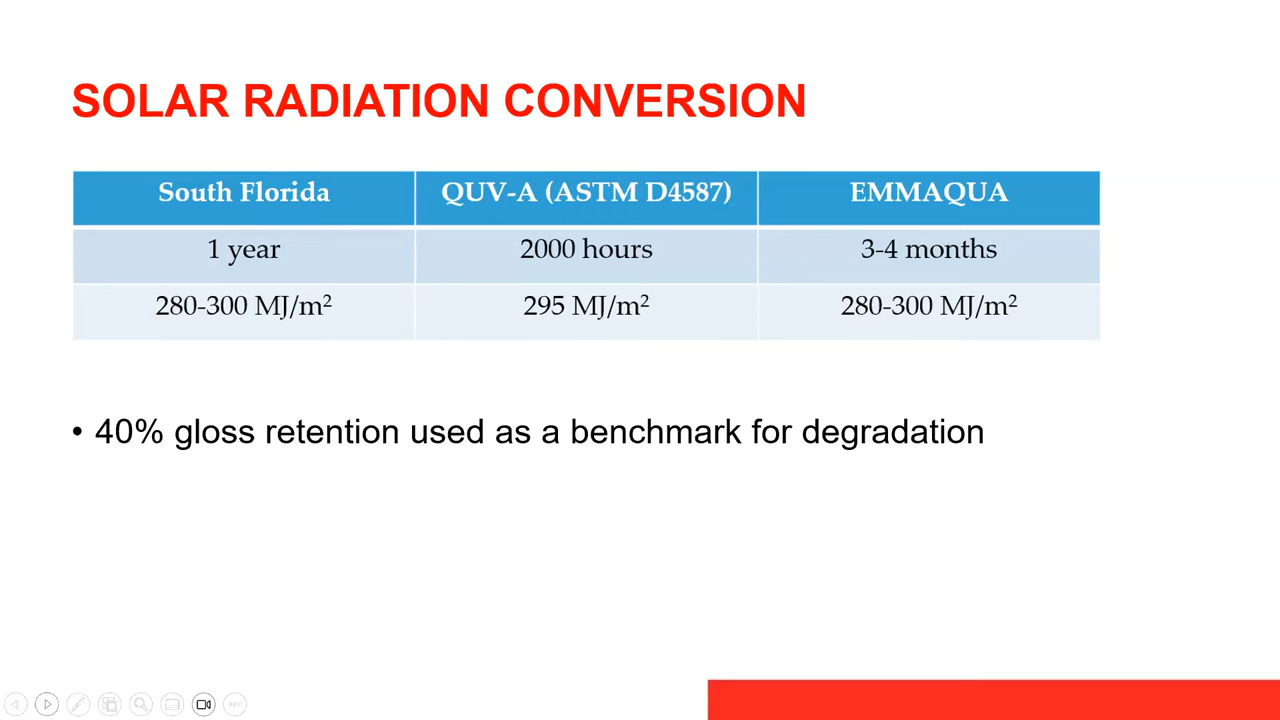 SOLAR RADIATION CONVERSION
South Florida QUV-A (ASTM D4587) EMMAQUA
1 year 2000 hours 3-4 months
280-300 MJ/m² 295 MJ/m² 280-300 MJ/m²
• 40% gloss retention used as a benchmark for degradation